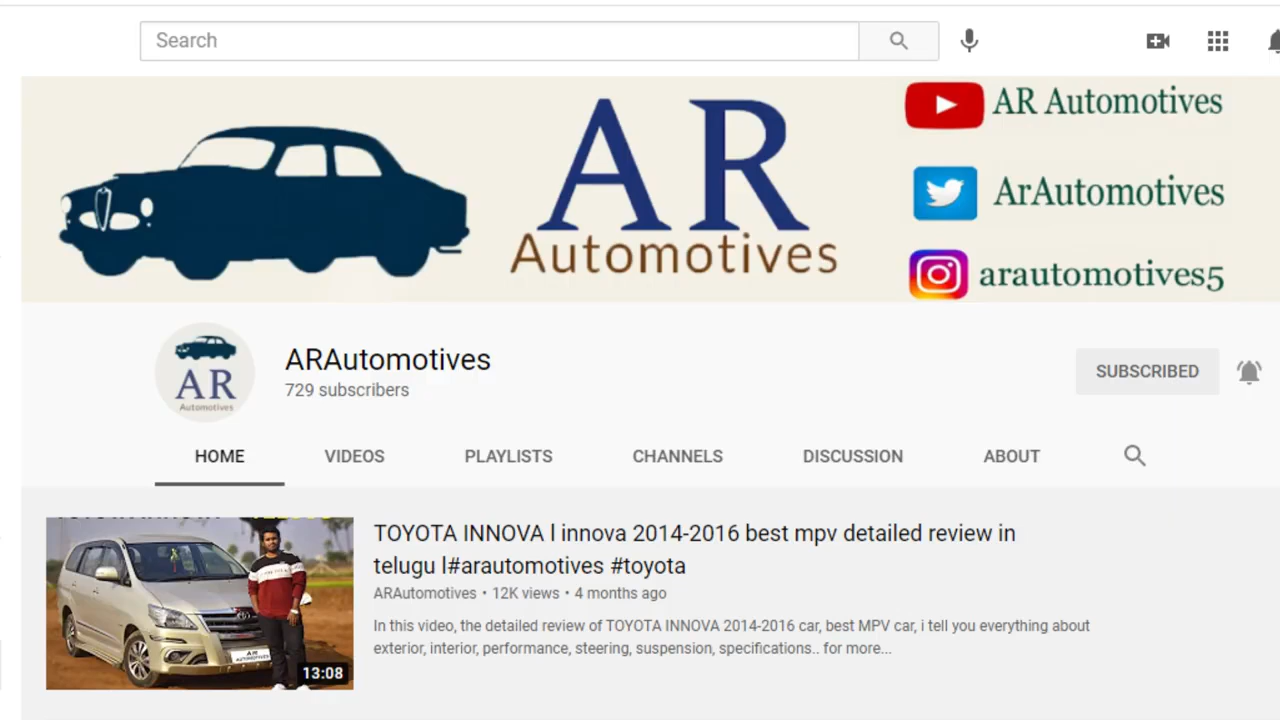 Search
AR
Automotives
AR Automotives
ArAutomotives
arautomotives5
AR
Automotives
ARAutomotives
729 subscribers
SUBSCRIBED
HOME
VIDEOS
PLAYLISTS
CHANNELS
DISCUSSION
ABOUT
TOYOTA INNOVA l innova 2014-2016 best mpv detailed review in
telugu l#arautomotives #toyota
ARAutomotives • 12K views • 4 months ago
In this video, the detailed review of TOYOTA INNOVA 2014-2016 car, best MPV car, i tell you everything about
exterior, interior, performance, steering, suspension, specifications.. for more...
AR
AUTOMOTIVES
13:08